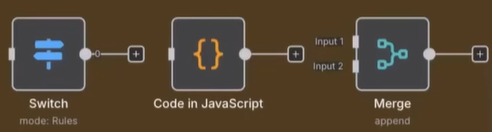 0
Input 1
Input 2
Switch
mode: Rules
Code in JavaScript
Merge
append